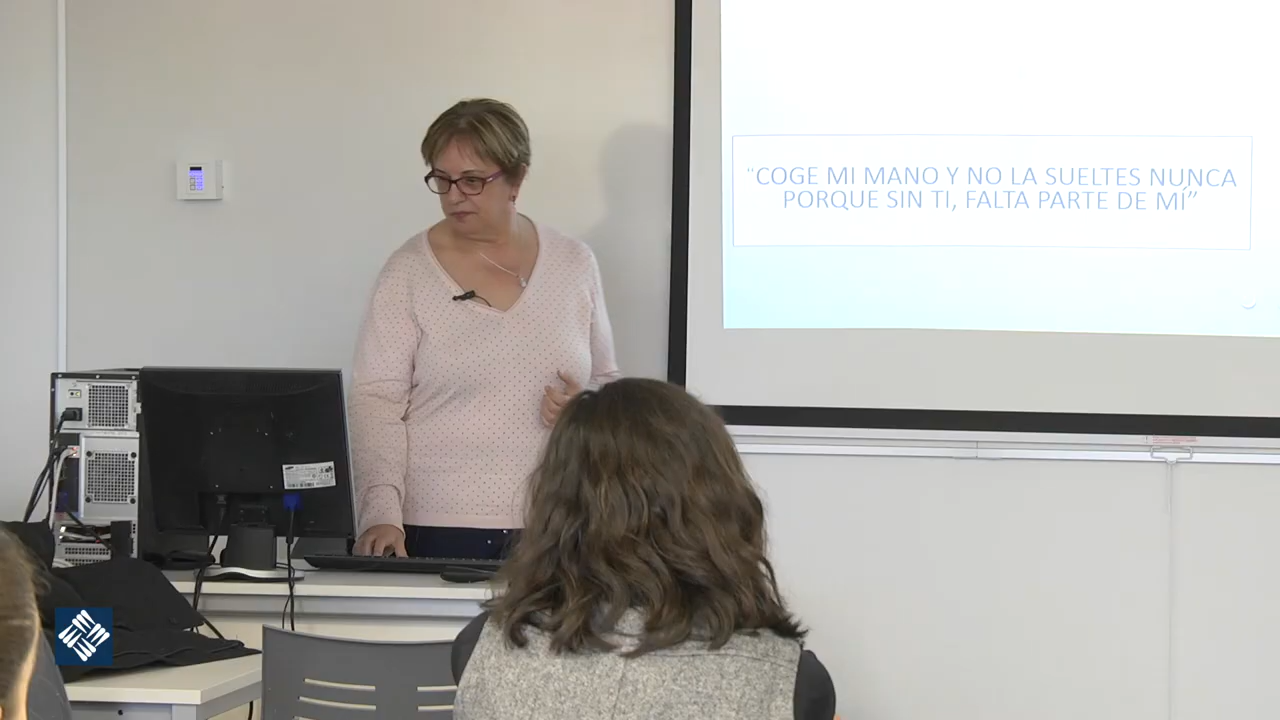 “COGE MI MANO Y NO LA SUELTES NUNCA
PORQUE SIN TI, FALTA PARTE DE MÍ”